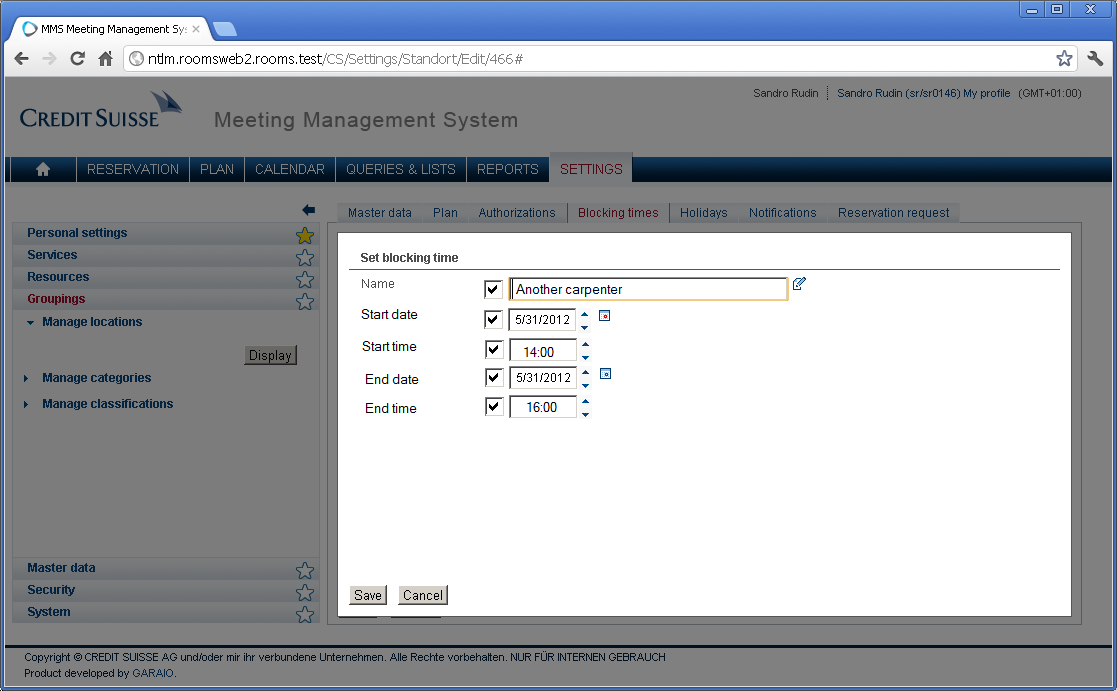 MMS Meeting Management Sys
ntlm.roomsweb2.rooms.test/CS/Settings/Standort/Edit/466#
Sandro Rudin Sandro Rudin (sr/sr0146) My profile (GMT+01:00)
CREDIT SUISSE
Meeting Management System
RESERVATION PLAN CALENDAR QUERIES & LISTS REPORTS SETTINGS
Master data Plan Authorizations Blocking times Holidays Notifications Reservation request
Personal settings
Services
Resources
Groupings
Manage locations
Display
Manage categories
Manage classifications
Master data
Security
System
Set blocking time
Name Another carpenter
Start date 5/31/2012
Start time 14:00
End date 5/31/2012
End time 16:00
Save Cancel
Copyright © CREDIT SUISSE AG und/oder mir ihr verbundene Unternehmen. Alle Rechte vorbehalten. NUR FÜR INTERNEN GEBRAUCH
Product developed by GARAIO.